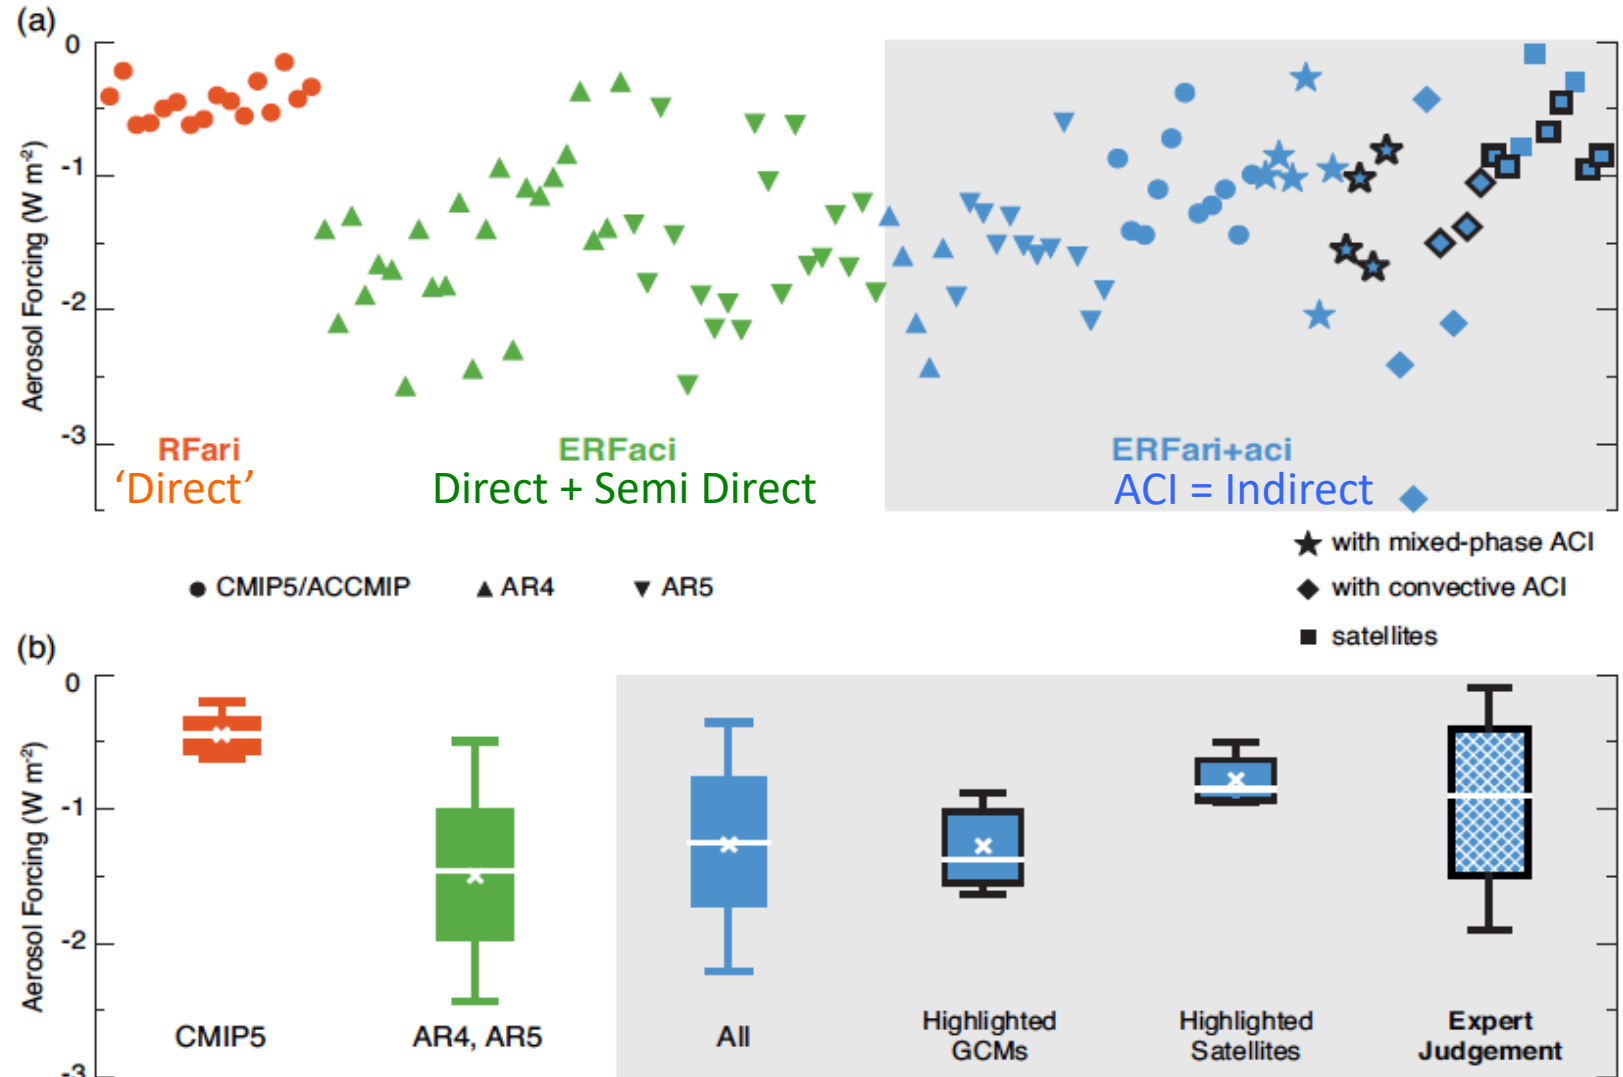 (a)
0
-1
-2
-3
Aerosol Forcing (W m-2)
RFari
ERFaci
ERFari+aci
‘Direct’
Direct + Semi Direct
ACI = Indirect
with mixed-phase ACI
CMIP5/ACCMIP
AR4
AR5
with convective ACI
satellites
(b)
0
-1
-2
-3
Aerosol Forcing (W m-2)
CMIP5
AR4, AR5
All
Highlighted
GCMs
Highlighted
Satellites
Expert
Judgement